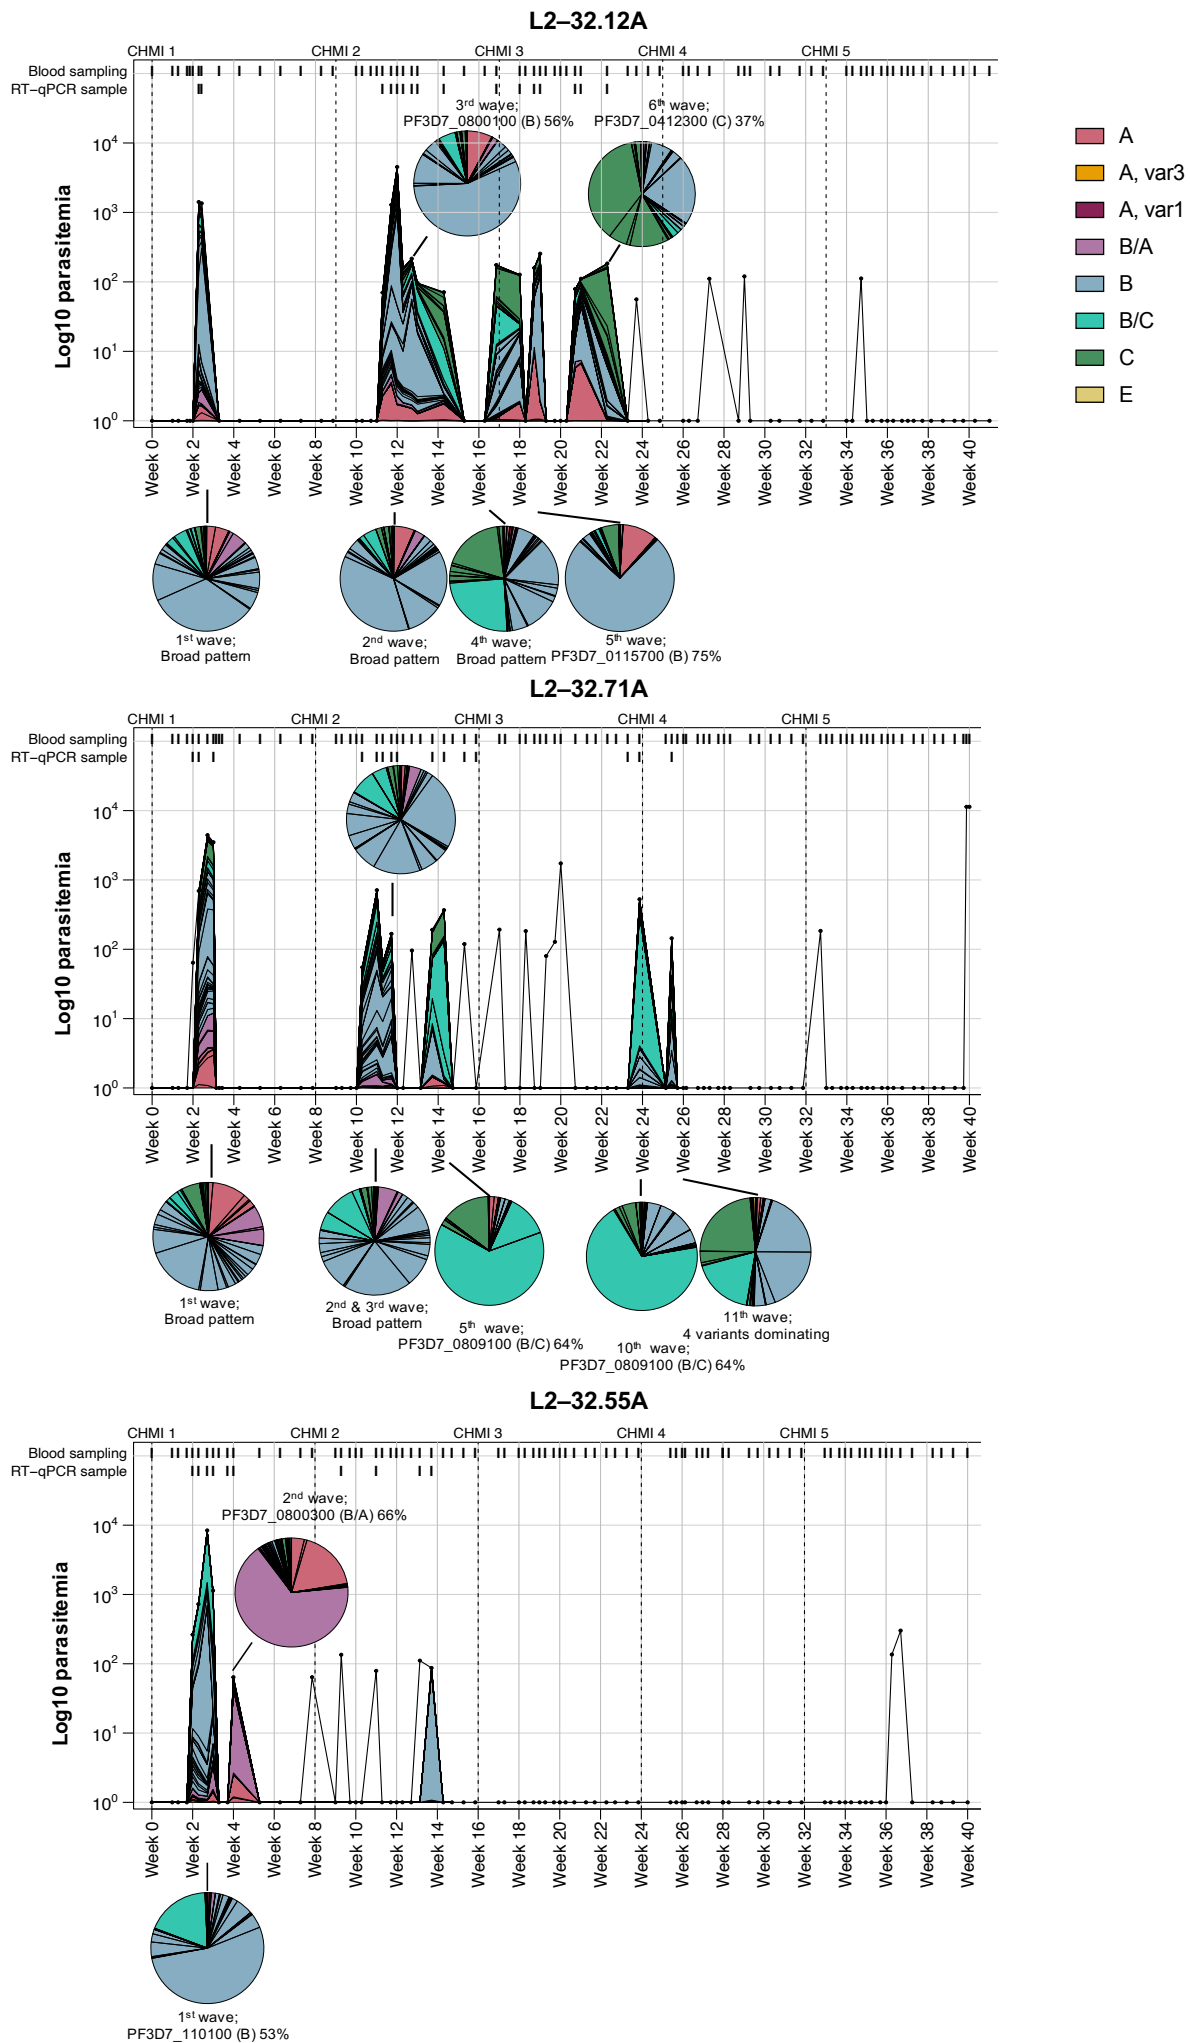 L2–32.12A
CHMI 1 CHMI 2 CHMI 3 CHMI 4 CHMI 5
Blood sampling
RT−qPCR sample
3rd wave;
PF3D7_0800100 (B) 56%
6th wave;
PF3D7_0412300 (C) 37%
A
A, var3
A, var1
B/A
B
B/C
C
E
Log10 parasitemia
10^4
10^3
10^2
10^1
10^0
Week 0 Week 2 Week 4 Week 6 Week 8 Week 10 Week 12 Week 14 Week 16 Week 18 Week 20 Week 22 Week 24 Week 26 Week 28 Week 30 Week 32 Week 34 Week 36 Week 38 Week 40
1st wave;
Broad pattern
2nd wave;
Broad pattern
4th wave;
Broad pattern
5th wave;
PF3D7_0115700 (B) 75%
L2–32.71A
CHMI 1 CHMI 2 CHMI 3 CHMI 4 CHMI 5
Blood sampling
RT−qPCR sample
Log10 parasitemia
10^4
10^3
10^2
10^1
10^0
Week 0 Week 2 Week 4 Week 6 Week 8 Week 10 Week 12 Week 14 Week 16 Week 18 Week 20 Week 22 Week 24 Week 26 Week 28 Week 30 Week 32 Week 34 Week 36 Week 38 Week 40
1st wave;
Broad pattern
2nd & 3rd wave;
Broad pattern
5th wave;
PF3D7_0809100 (B/C) 64%
10th wave;
PF3D7_0809100 (B/C) 64%
11th wave;
4 variants dominating
L2–32.55A
CHMI 1 CHMI 2 CHMI 3 CHMI 4 CHMI 5
Blood sampling
RT−qPCR sample
2nd wave;
PF3D7_0800300 (B/A) 66%
Log10 parasitemia
10^4
10^3
10^2
10^1
10^0
Week 0 Week 2 Week 4 Week 6 Week 8 Week 10 Week 12 Week 14 Week 16 Week 18 Week 20 Week 22 Week 24 Week 26 Week 28 Week 30 Week 32 Week 34 Week 36 Week 38 Week 40
1st wave;
PF3D7_110100 (B) 53%